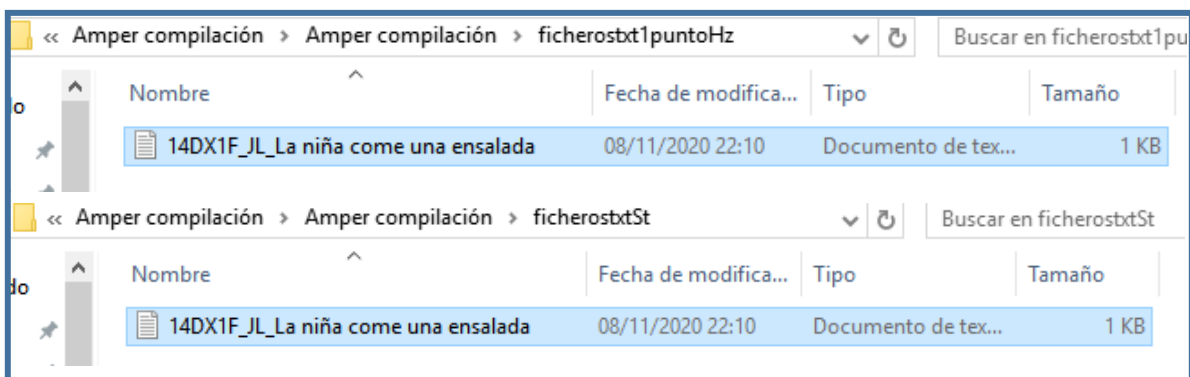 « Amper compilación > Amper compilación > ficherostxt1puntoHz Buscar en ficherostxt1pu
Nombre Fecha de modifica... Tipo Tamaño
14DX1F_JL_La niña come una ensalada 08/11/2020 22:10 Documento de tex... 1 KB
« Amper compilación > Amper compilación > ficherostxtSt Buscar en ficherostxtSt
Nombre Fecha de modifica... Tipo Tamaño
14DX1F_JL_La niña come una ensalada 08/11/2020 22:10 Documento de tex... 1 KB